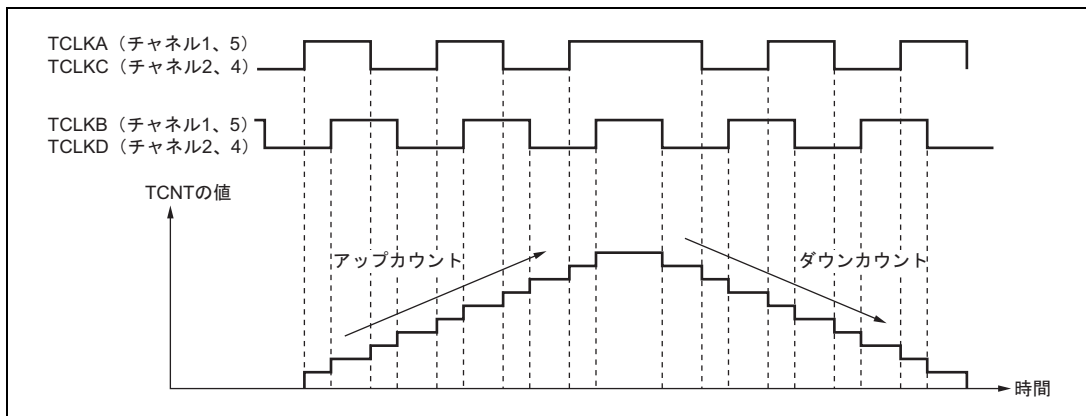 TCLKA（チャネル1、5）
TCLKC（チャネル2、4）
TCLKB（チャネル1、5）
TCLKD（チャネル2、4）
TCNTの値
アップカウント
ダウンカウント
時間